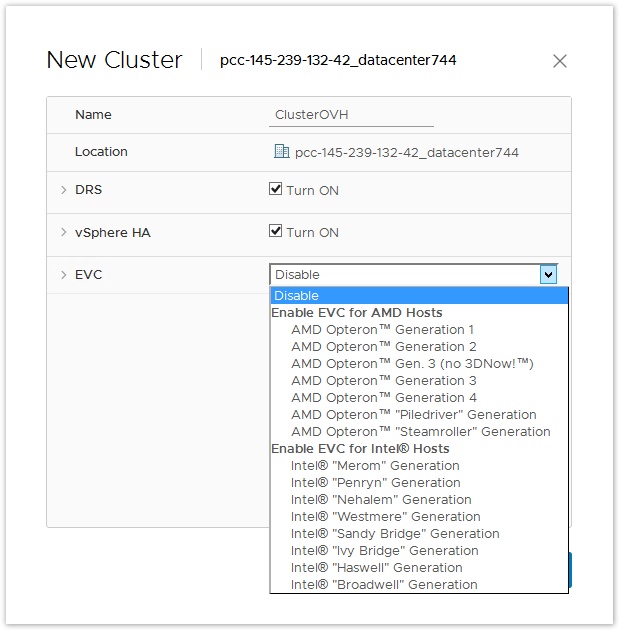 New Cluster pcc-145-239-132-42_datacenter744
Name ClusterOVH
Location pcc-145-239-132-42_datacenter744
DRS Turn ON
vSphere HA Turn ON
EVC Disable
Disable
Enable EVC for AMD Hosts
AMD Opteron™ Generation 1
AMD Opteron™ Generation 2
AMD Opteron™ Gen. 3 (no 3DNow!™)
AMD Opteron™ Generation 3
AMD Opteron™ Generation 4
AMD Opteron™ "Piledriver" Generation
AMD Opteron™ "Steamroller" Generation
Enable EVC for Intel® Hosts
Intel® "Merom" Generation
Intel® "Penryn" Generation
Intel® "Nehalem" Generation
Intel® "Westmere" Generation
Intel® "Sandy Bridge" Generation
Intel® "Ivy Bridge" Generation
Intel® "Haswell" Generation
Intel® "Broadwell" Generation